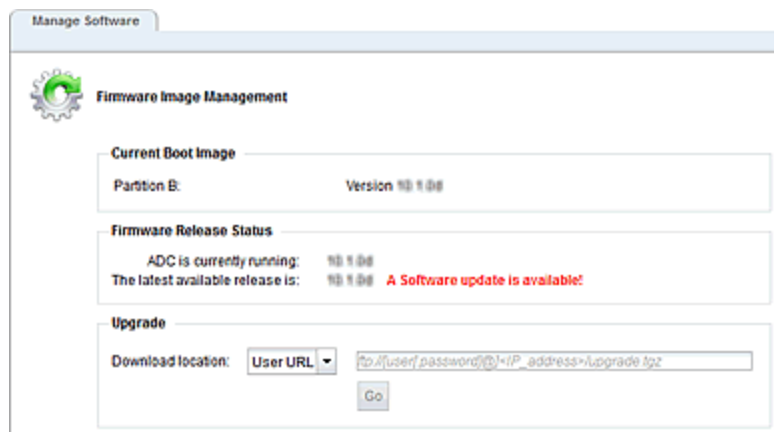 Manage Software
Firmware Image Management
Current Boot Image
Partition B: Version
Firmware Release Status
ADC is currently running:
The latest available release is: A Software update is available!
Upgrade
Download location: User URL ftp://[user[:password]@]<IP_address>/upgrade.tgz
Go